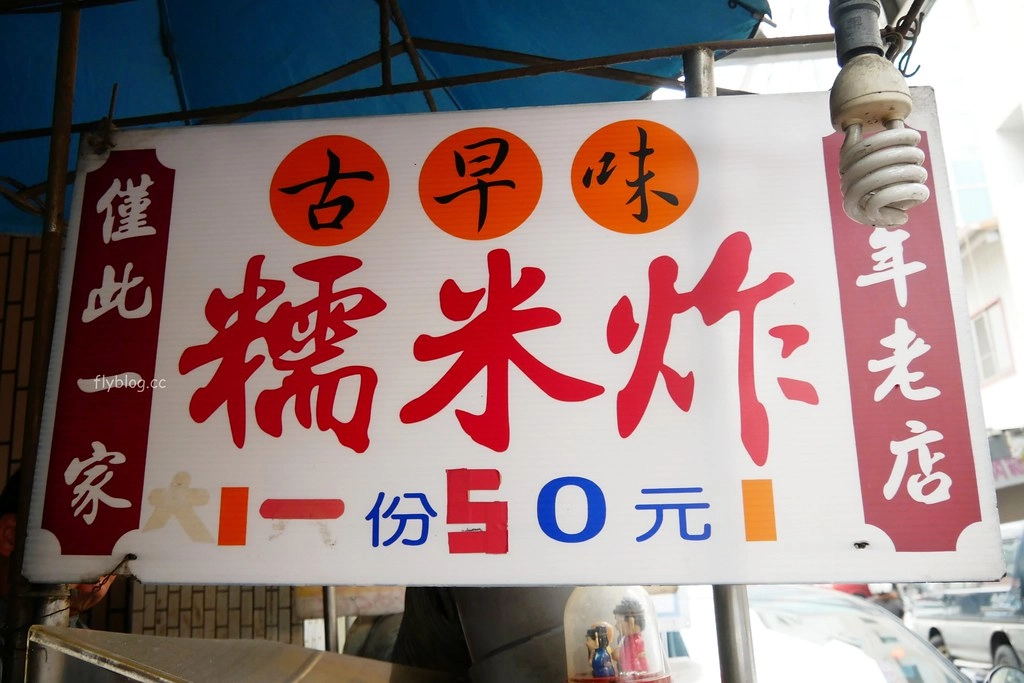 古早味
糯米炸
一份50元
僅此一家
年老店
flyblog.cc